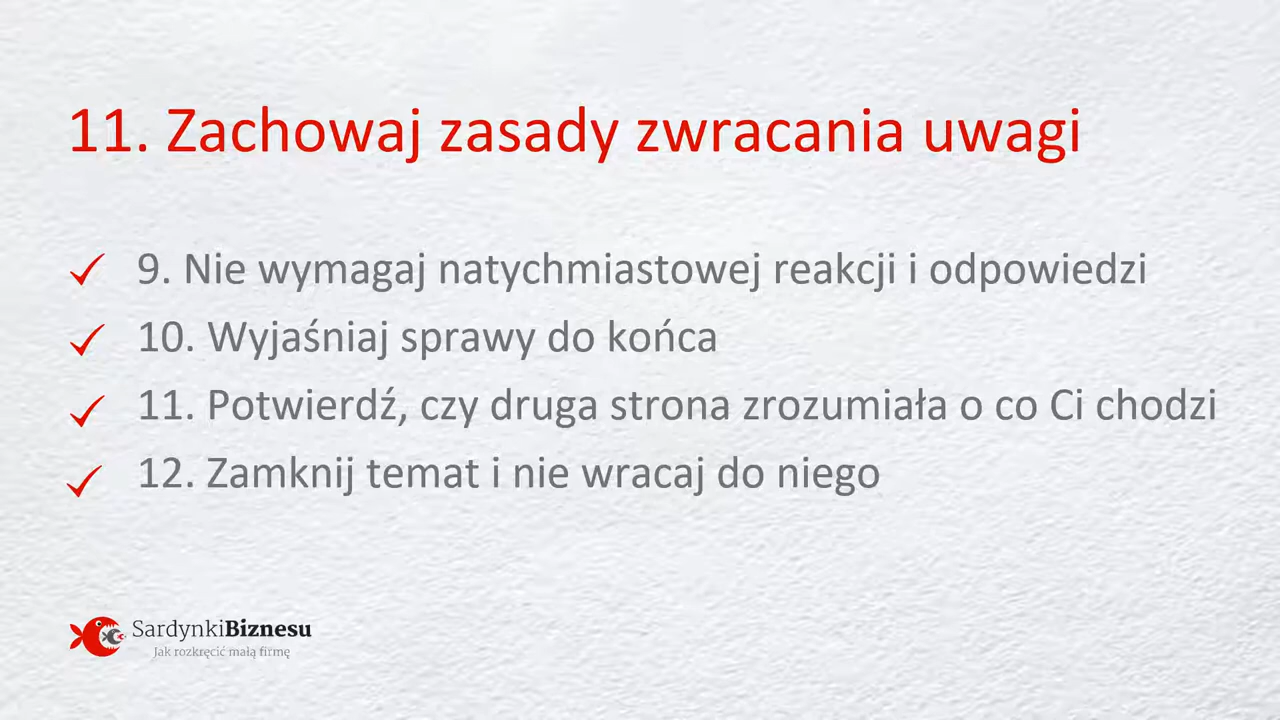 11. Zachowaj zasady zwracania uwagi
9. Nie wymagaj natychmiastowej reakcji i odpowiedzi
10. Wyjaśniaj sprawy do końca
11. Potwierdź, czy druga strona zrozumiała o co Ci chodzi
12. Zamknij temat i nie wracaj do niego
SardynkiBiznesu
Jak rozkręcić małą firmę